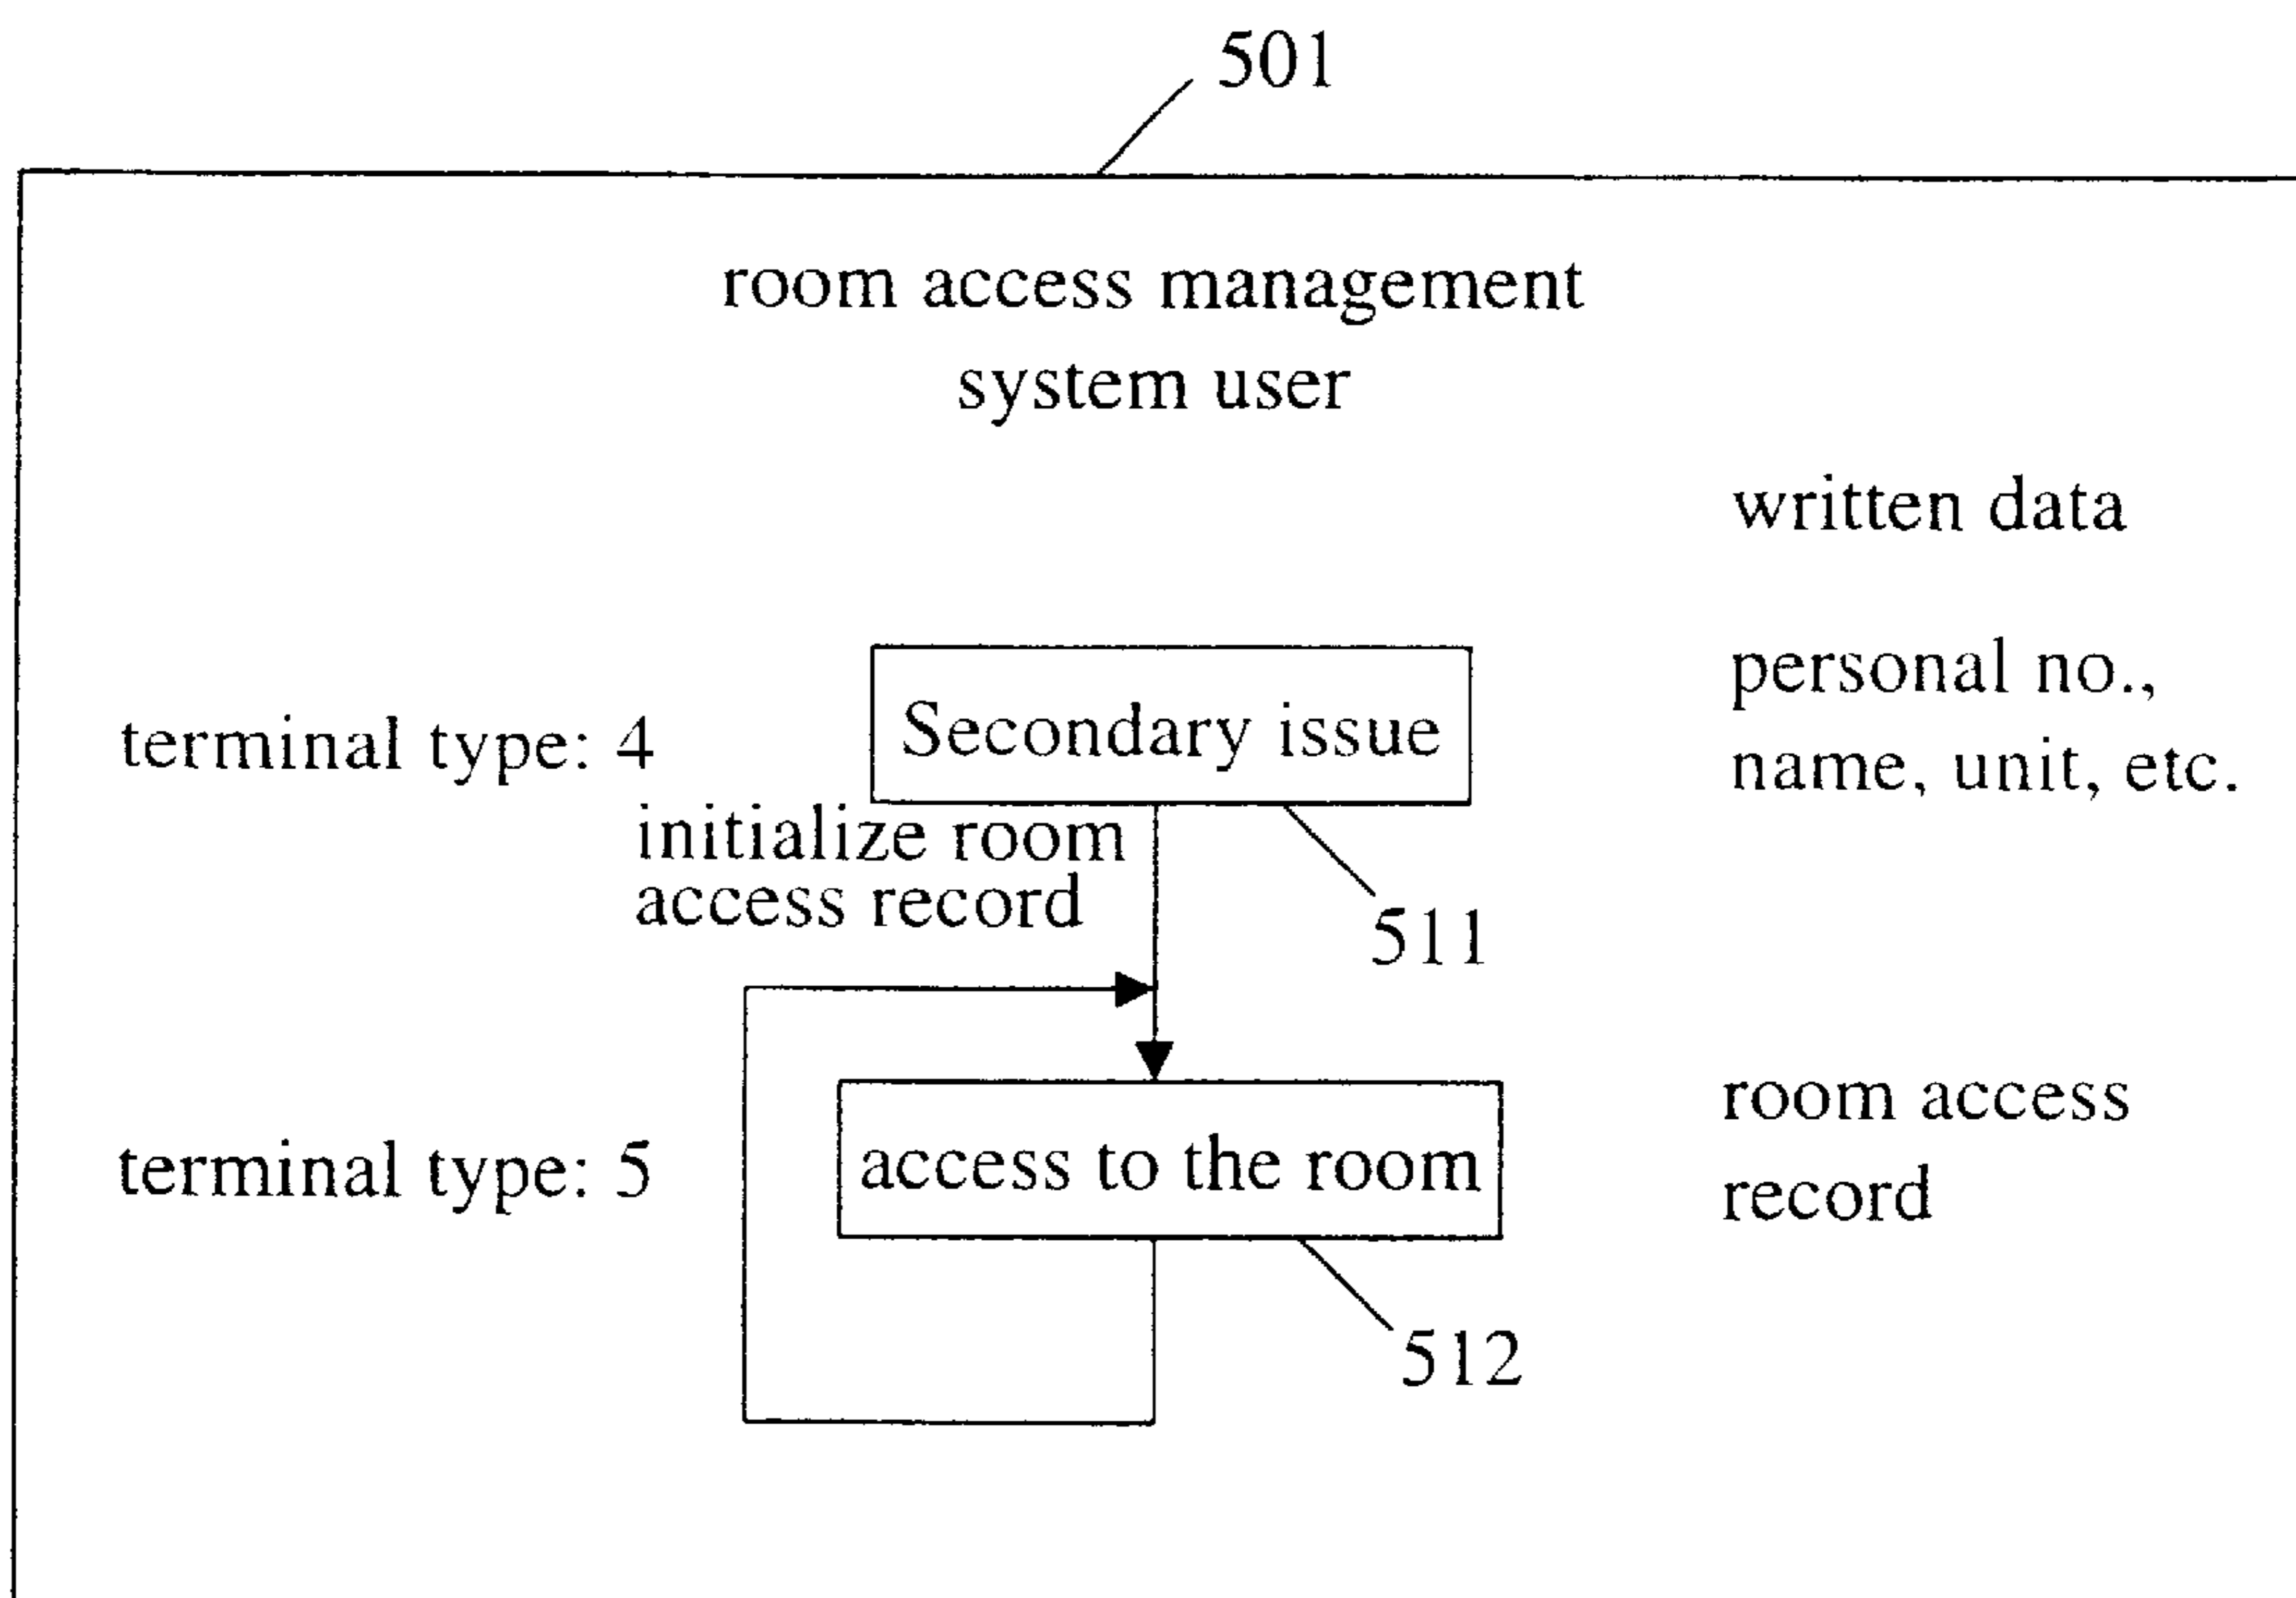 501
room access management
system user
written data
personal no.,
name, unit, etc.
terminal type: 4
Secondary issue
initialize room
access record
511
terminal type: 5
access to the room
room access
record
512